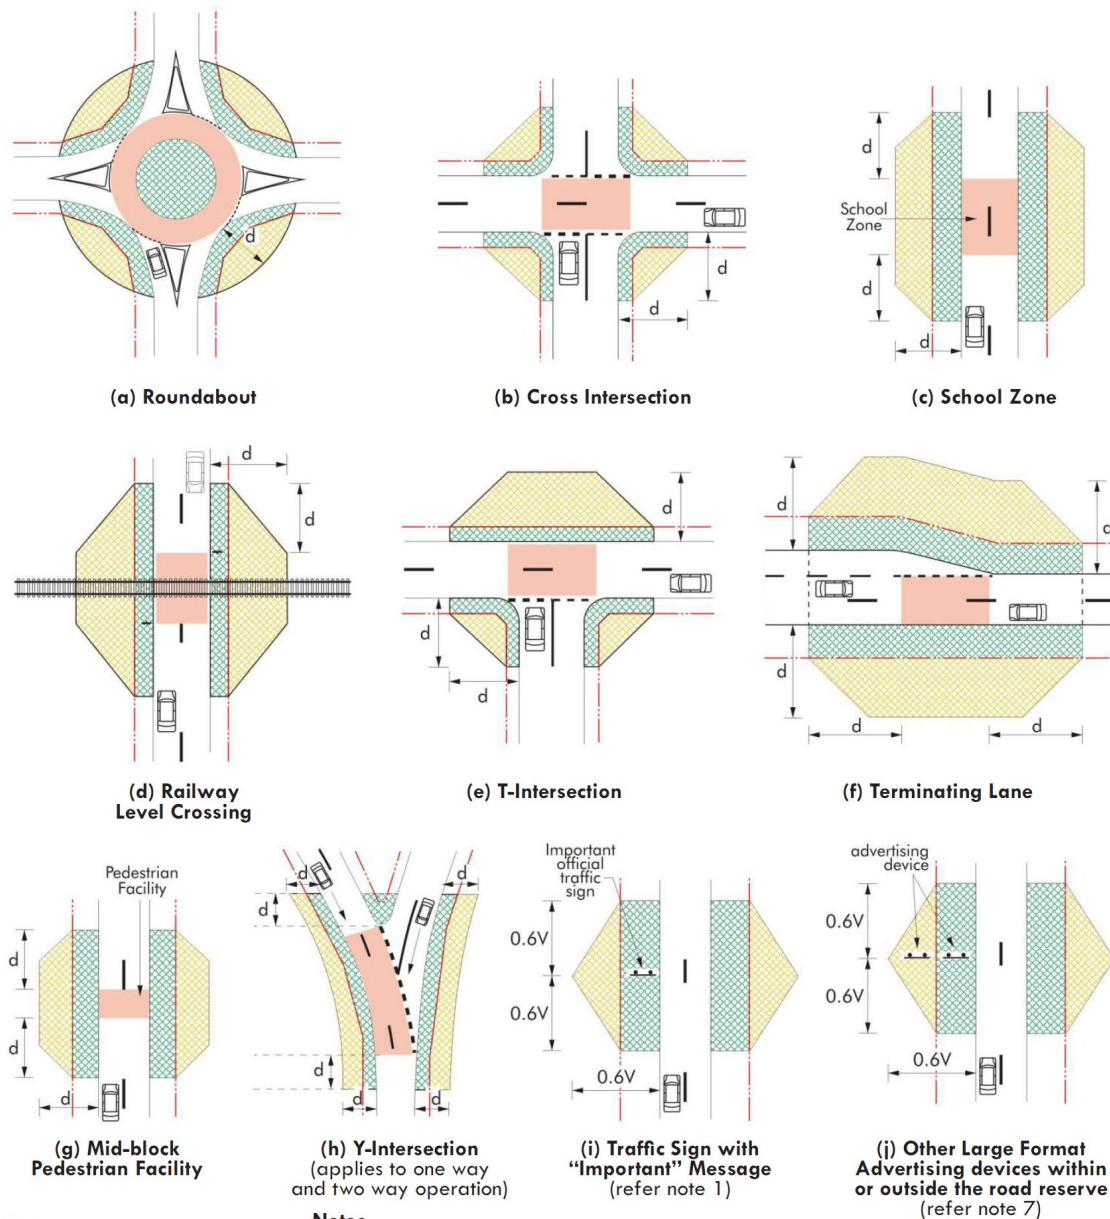 d
(a) Roundabout
d
d
(b) Cross Intersection
d
School
Zone
d
d
(c) School Zone
d
d
(d) Railway
Level Crossing
d
d
d
(e) T-Intersection
d
d
d
d
d
(f) Terminating Lane
Pedestrian
Facility
d
d
d
(g) Mid-block
Pedestrian Facility
d
d
d
d
d
d
(h) Y-Intersection
(applies to one way
and two way operation)
Important
official
traffic
sign
0.6V
0.6V
0.6V
(i) Traffic Sign with
“Important” Message
(refer note 1)
advertising
device
0.6V
0.6V
0.6V
(j) Other Large Format
Advertising devices within
or outside the road reserve
(refer note 7)